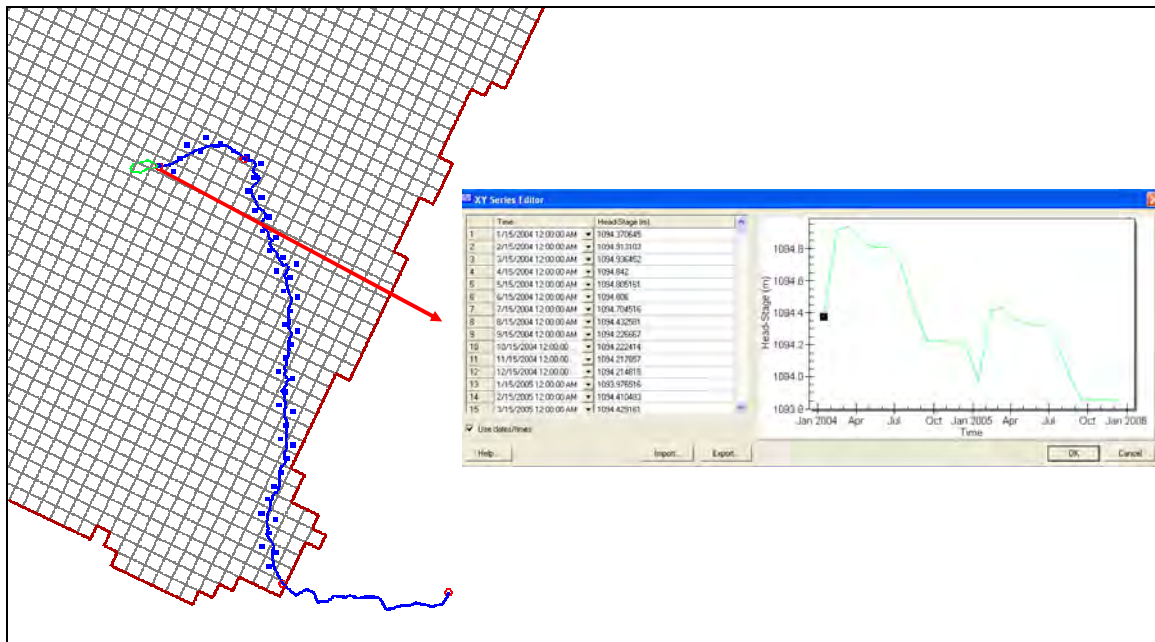 XY Series Editor
Time Head-Stage (m)
1 1/15/2004 12:00:00 AM 1094.370645
2 2/15/2004 12:00:00 AM 1094.913103
3 3/15/2004 12:00:00 AM 1094.936452
4 4/15/2004 12:00:00 AM 1094.842
5 5/15/2004 12:00:00 AM 1094.805161
6 6/15/2004 12:00:00 AM 1094.806
7 7/15/2004 12:00:00 AM 1094.704516
8 8/15/2004 12:00:00 AM 1094.432581
9 9/15/2004 12:00:00 AM 1094.226667
10 10/15/2004 12:00:00 1094.222414
11 11/15/2004 12:00:00 1094.217857
12 12/15/2004 12:00:00 1094.214818
13 1/15/2005 12:00:00 AM 1093.976516
14 2/15/2005 12:00:00 AM 1094.410483
15 3/15/2005 12:00:00 AM 1094.429161
Use dates/times
Help...
Import...
Export...
Head-Stage (m)
1094.8
1094.6
1094.4
1094.2
1094.0
1093.8
Jan 2004 Apr Jul Oct Jan 2005 Apr Jul Oct Jan 2006
Time
OK
Cancel